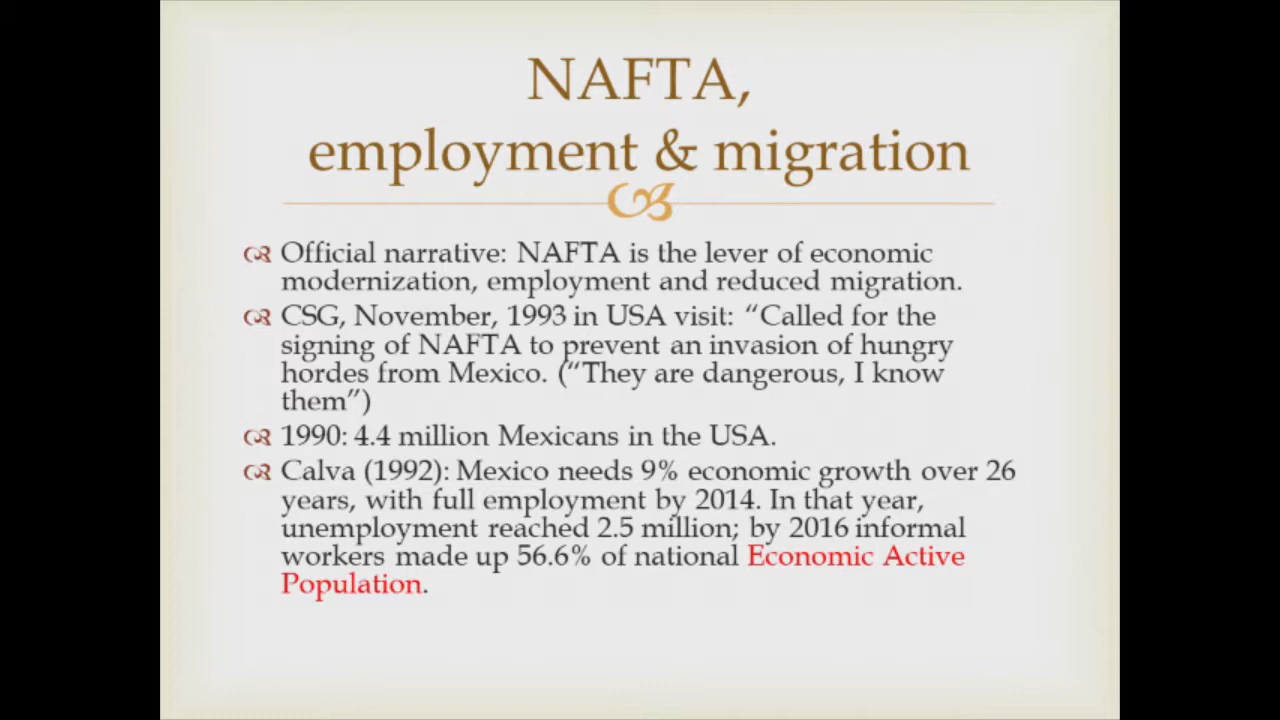 NAFTA,
employment & migration
Official narrative: NAFTA is the lever of economic
modernization, employment and reduced migration.
CSG, November, 1993 in USA visit: “Called for the
signing of NAFTA to prevent an invasion of hungry
hordes from Mexico. (“They are dangerous, I know
them”)
1990: 4.4 million Mexicans in the USA.
Calva (1992): Mexico needs 9% economic growth over 26
years, with full employment by 2014. In that year,
unemployment reached 2.5 million; by 2016 informal
workers made up 56.6% of national Economic Active
Population.